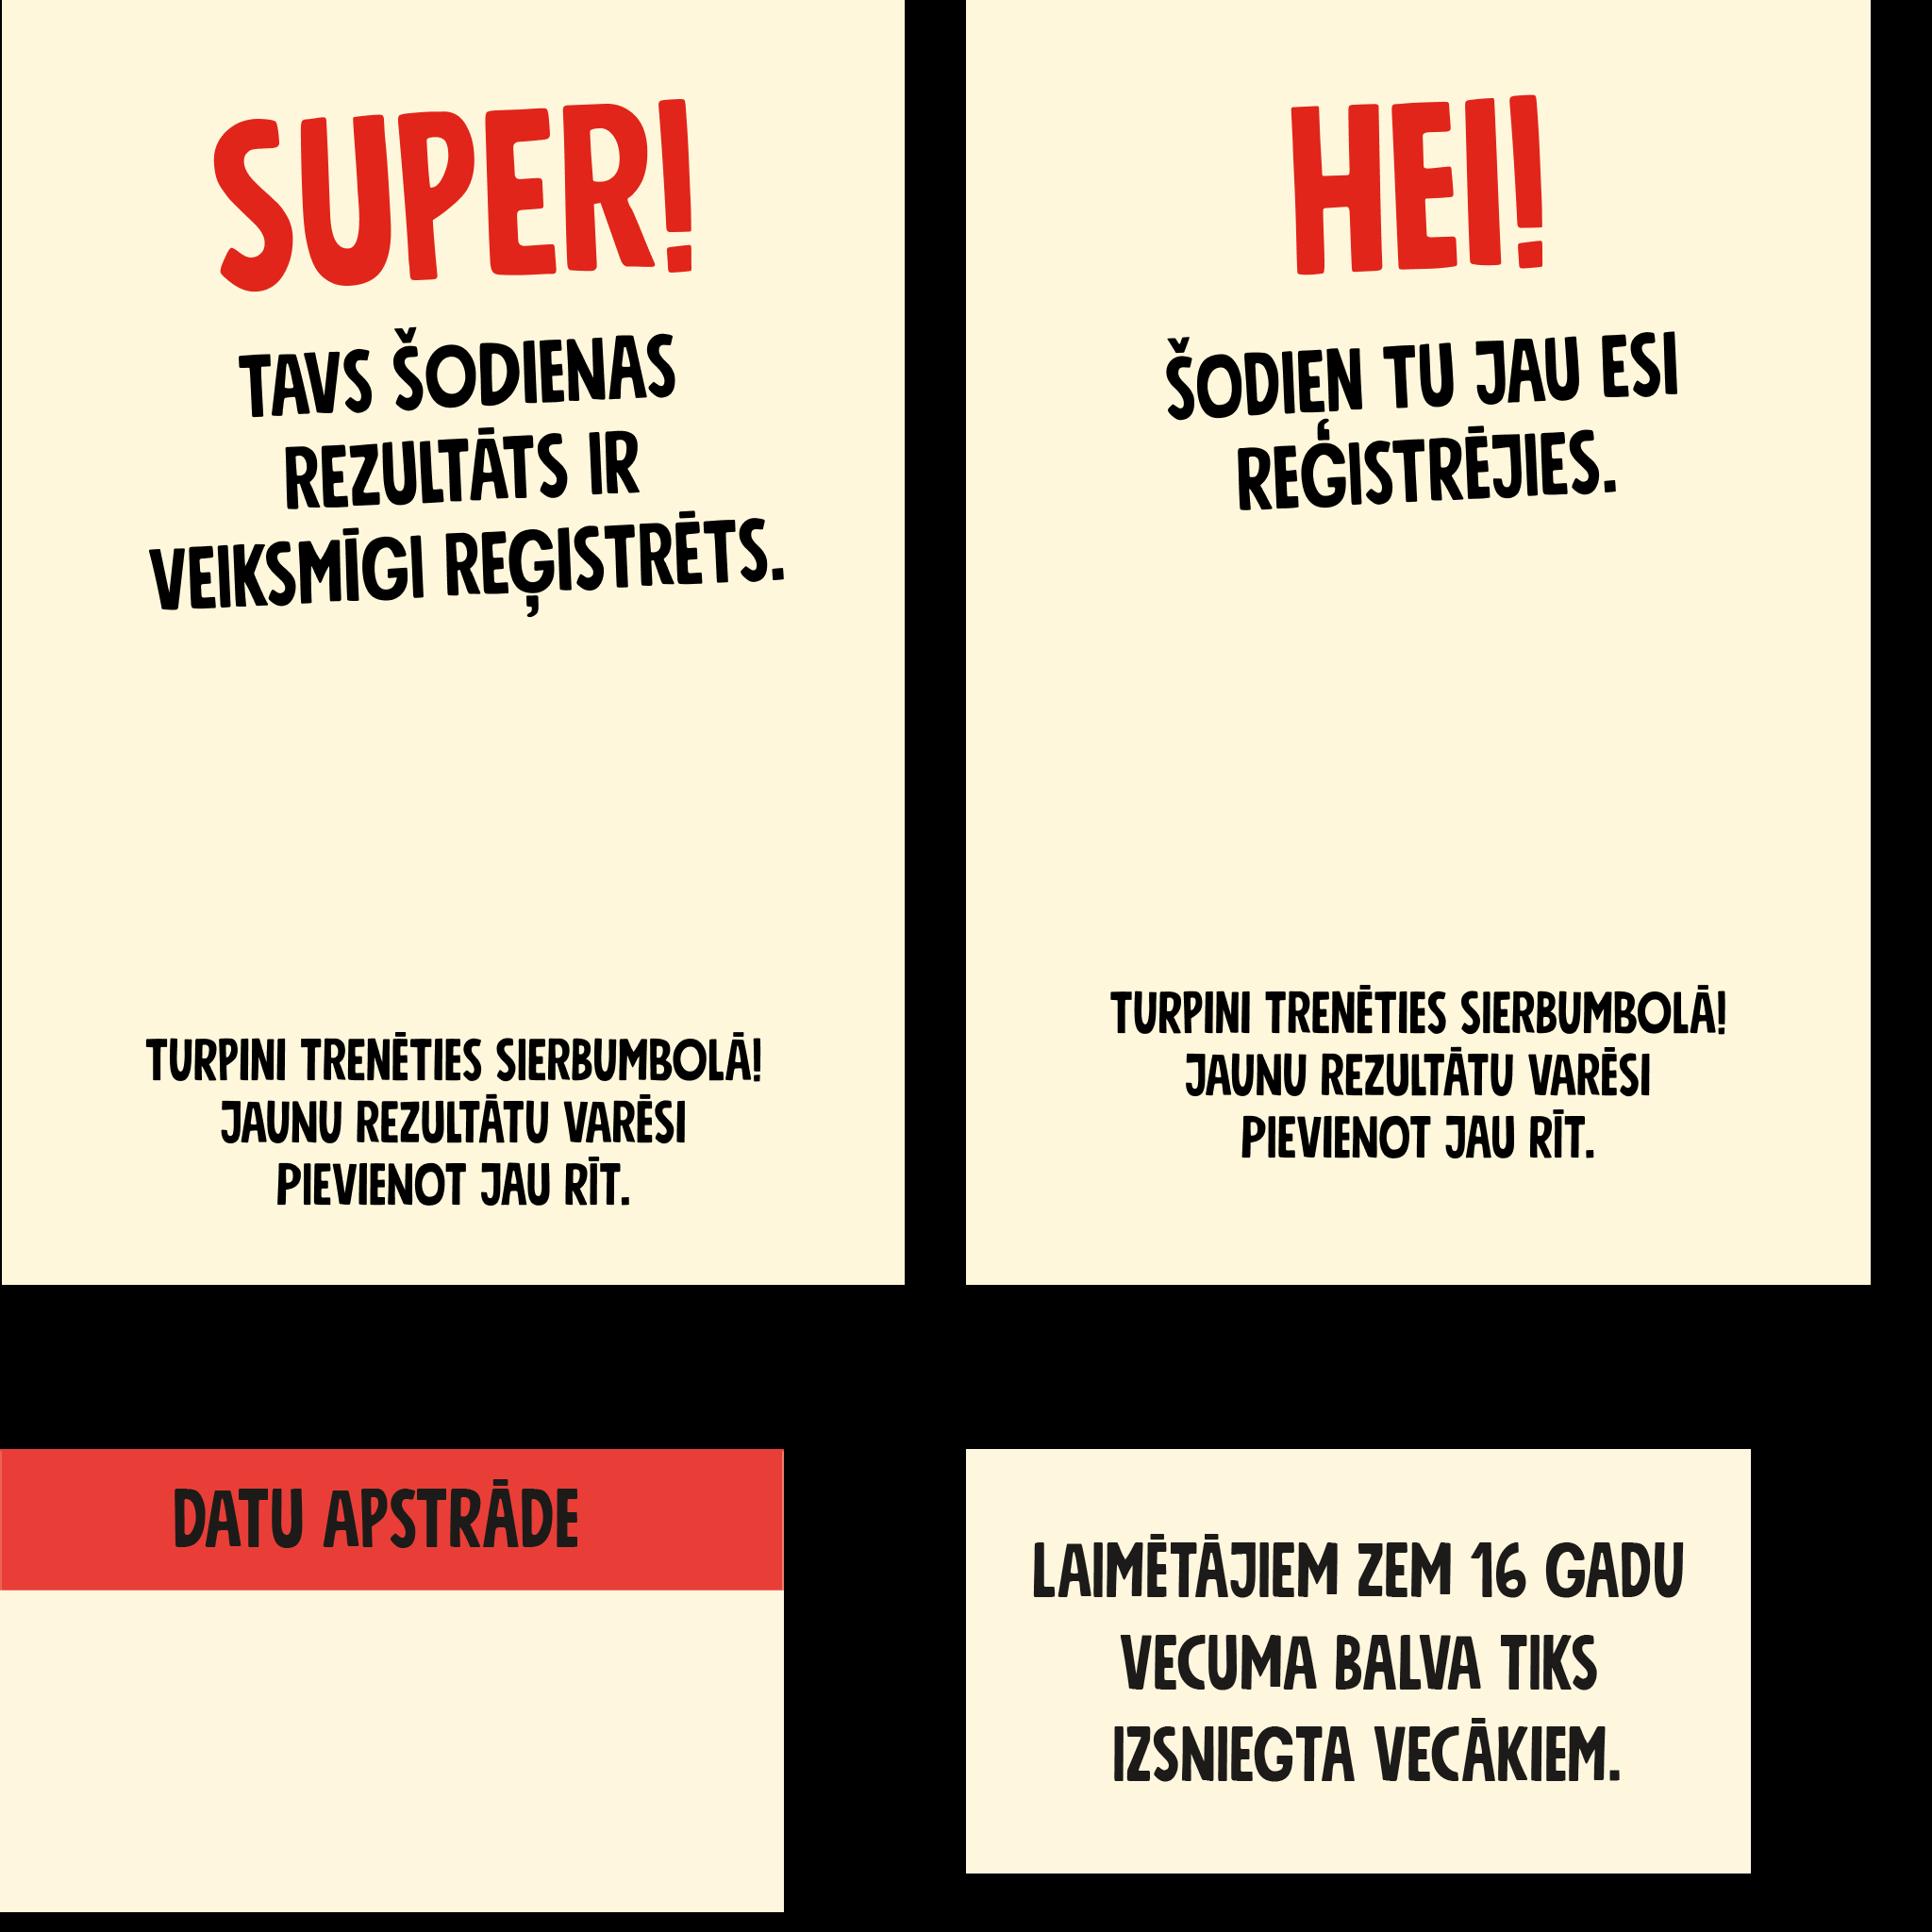 SUPER!
TAVS ŠODIENAS
REZULTĀTS IR
VEIKSMĪGI REĢISTRĒTS.
TURPINI TRENĒTIES SIERBUMBOLĀ!
JAUNU REZULTĀTU VARĒSI
PIEVIENOT JAU RĪT.
HEI!
ŠODIEN TU JAU ESI
REĢISTRĒJIES.
TURPINI TRENĒTIES SIERBUMBOLĀ!
JAUNU REZULTĀTU VARĒSI
PIEVIENOT JAU RĪT.
DATU APSTRĀDE
LAIMĒTĀJIEM ZEM 16 GADU
VECUMA BALVA TIKS
IZSNIEGTA VECĀKIEM.